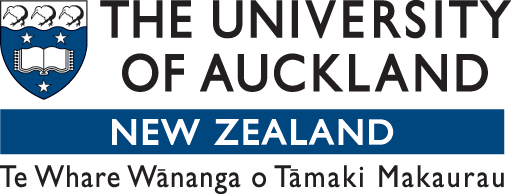 THE UNIVERSITY
OF AUCKLAND
NEW ZEALAND
Te Whare Wānanga o Tāmaki Makaurau